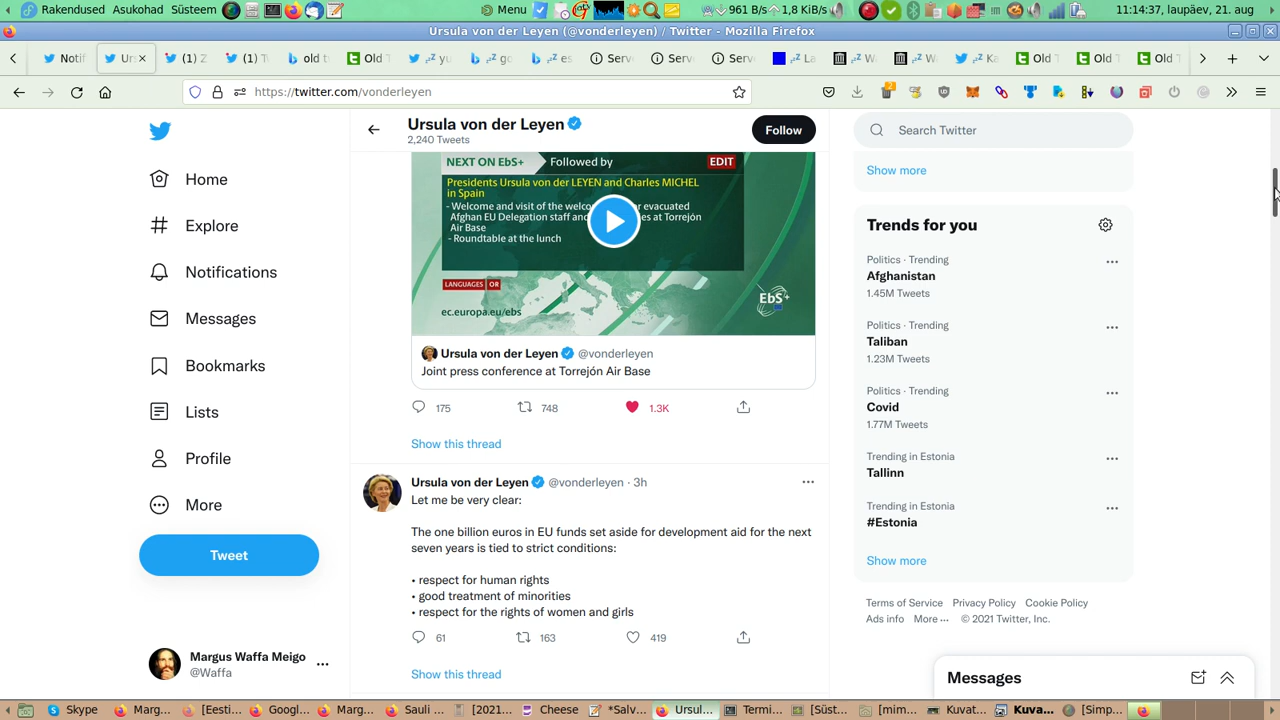 Rakendused Asukohad Süsteem Menu 961 B/s 1,8 KiB/s 11:14:37, laupäev, 21. aug
Ursula von der Leyen (@vonderleyen) / Twitter - Mozilla Firefox
Notif Urs (1) Z (1) T old t Old T yu go es Serv Serv Serv La Wa Wa Ka Old T Old T Old T
https://twitter.com/vonderleyen
Ursula von der Leyen
2,240 Tweets
Follow
Search Twitter
Home
Explore
Notifications
Messages
Bookmarks
Lists
Profile
More
Tweet
Margus Waffa Meigo
@Waffa
NEXT ON EbS+ Followed by EDIT
Presidents Ursula von der LEYEN and Charles MICHEL
in Spain
- Welcome and visit of the evacuated
Afghan EU Delegation staff and at Torrejón
Air Base
- Roundtable at the lunch
LANGUAGES OR
EbS+
ec.europa.eu/ebs
Ursula von der Leyen @vonderleyen
Joint press conference at Torrejón Air Base
175 748 1.3K
Show this thread
Ursula von der Leyen @vonderleyen · 3h
Let me be very clear:
The one billion euros in EU funds set aside for development aid for the next
seven years is tied to strict conditions:
• respect for human rights
• good treatment of minorities
• respect for the rights of women and girls
61 163 419
Show this thread
Show more
Trends for you
Politics · Trending
Afghanistan
1.45M Tweets
Politics · Trending
Taliban
1.23M Tweets
Politics · Trending
Covid
1.77M Tweets
Trending in Estonia
Tallinn
Trending in Estonia
#Estonia
Show more
Terms of Service Privacy Policy Cookie Policy
Ads info More ··· © 2021 Twitter, Inc.
Messages
Skype Marg... [Eesti... Googl... Marg... Sauli ... [2021... Cheese *Salv... Ursul... Termi... [Süst... [mim... Kuvat... Kuva... [Simp...